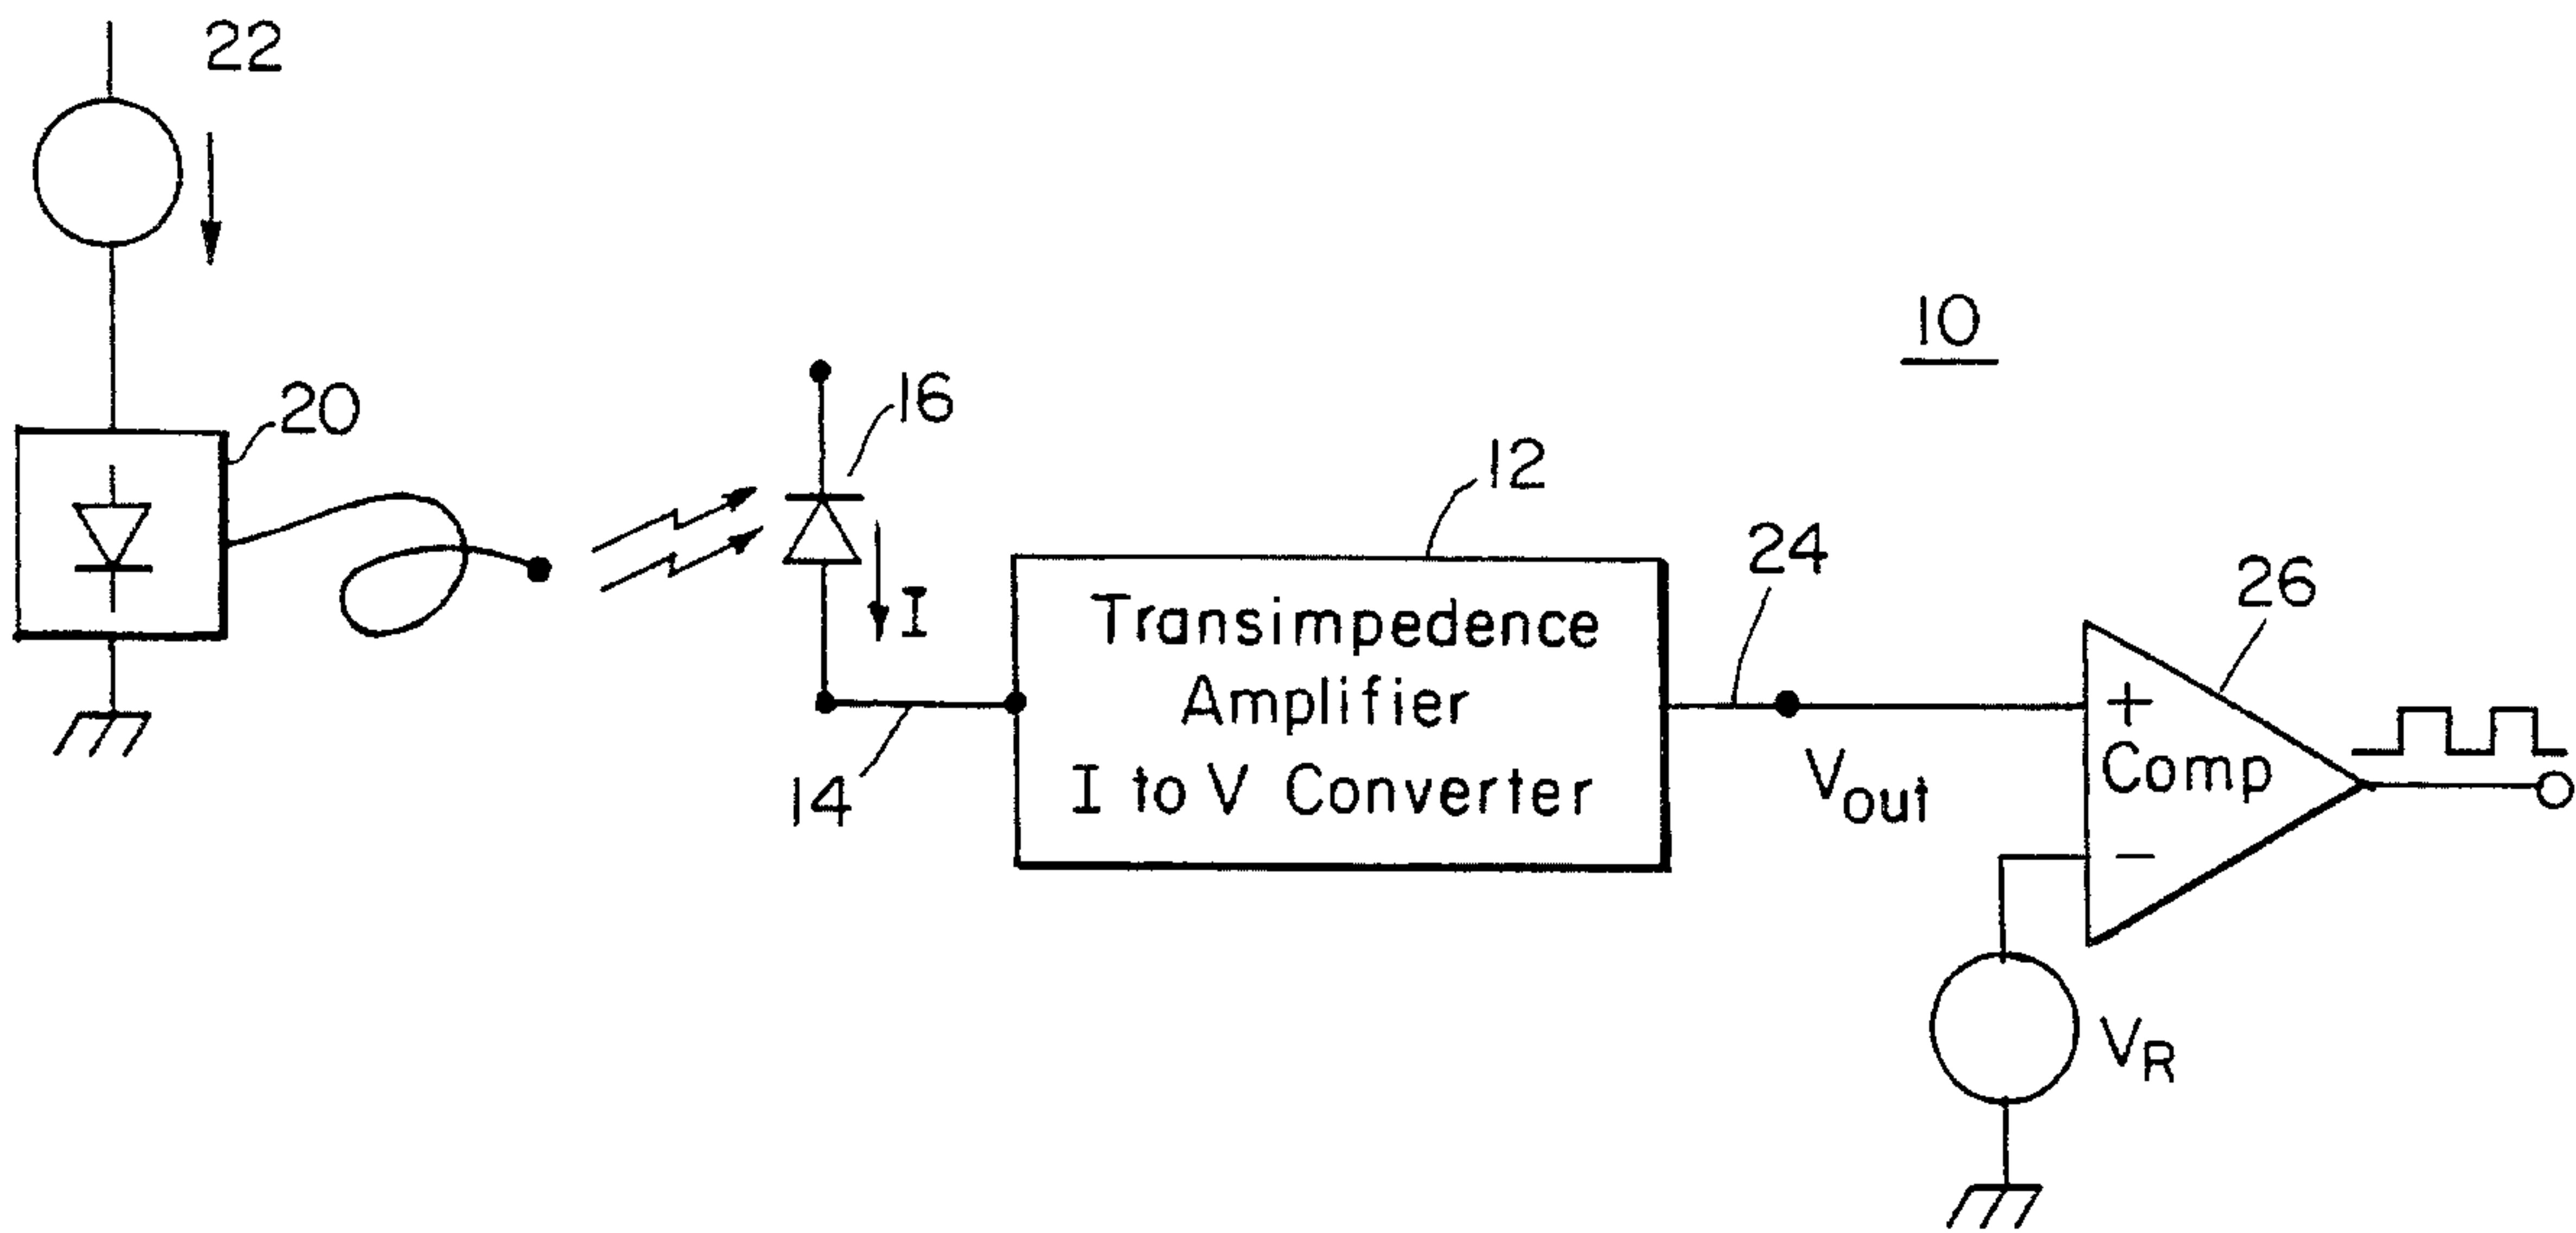 22
10
20
16
12
24
26
I
Transimpedence
Amplifier
I to V Converter
14
Vout
+
Comp
-
VR